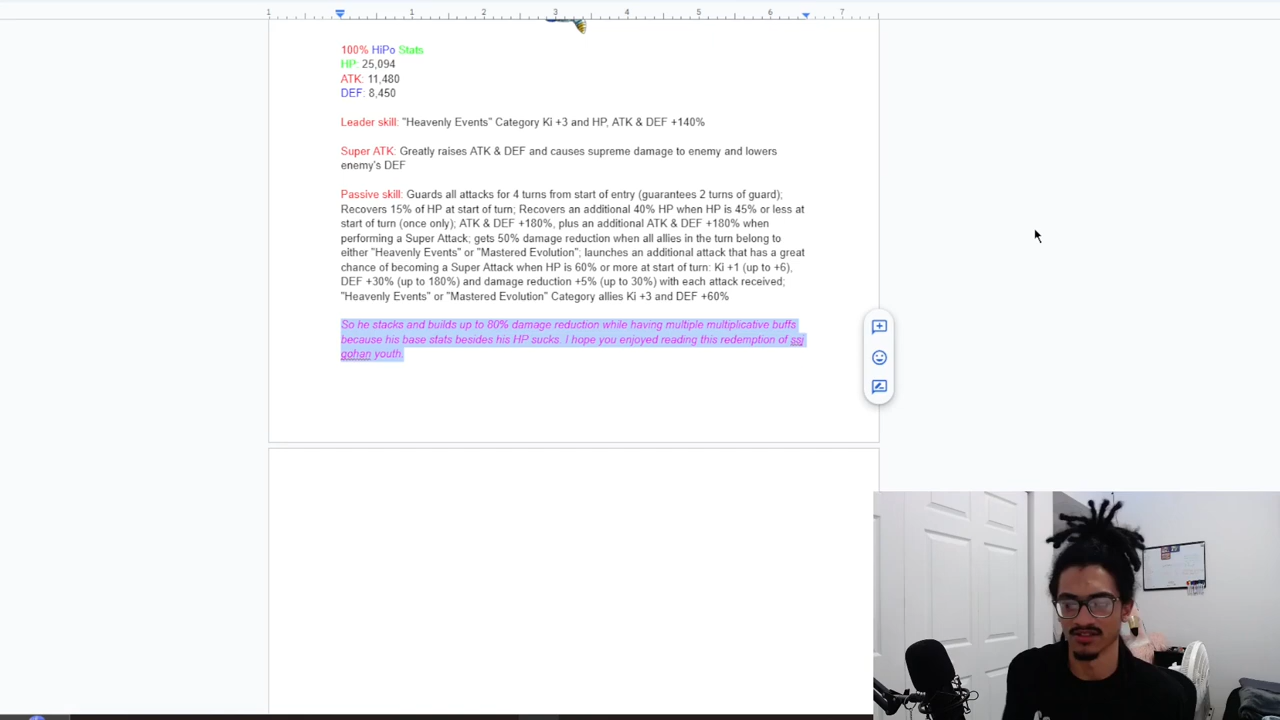 1 1 2 3 4 5 6 7
100% HiPo Stats
HP: 25,094
ATK: 11,480
DEF: 8,450
Leader skill: "Heavenly Events" Category Ki +3 and HP, ATK & DEF +140%
Super ATK: Greatly raises ATK & DEF and causes supreme damage to enemy and lowers
enemy's DEF
Passive skill: Guards all attacks for 4 turns from start of entry (guarantees 2 turns of guard);
Recovers 15% of HP at start of turn; Recovers an additional 40% HP when HP is 45% or less at
start of turn (once only); ATK & DEF +180%, plus an additional ATK & DEF +180% when
performing a Super Attack; gets 50% damage reduction when all allies in the turn belong to
either "Heavenly Events" or "Mastered Evolution"; launches an additional attack that has a great
chance of becoming a Super Attack when HP is 60% or more at start of turn: Ki +1 (up to +6),
DEF +30% (up to 180%) and damage reduction +5% (up to 30%) with each attack received;
"Heavenly Events" or "Mastered Evolution" Category allies Ki +3 and DEF +60%
So he stacks and builds up to 80% damage reduction while having multiple multiplicative buffs
because his base stats besides his HP sucks. I hope you enjoyed reading this redemption of ssj
gohan youth.